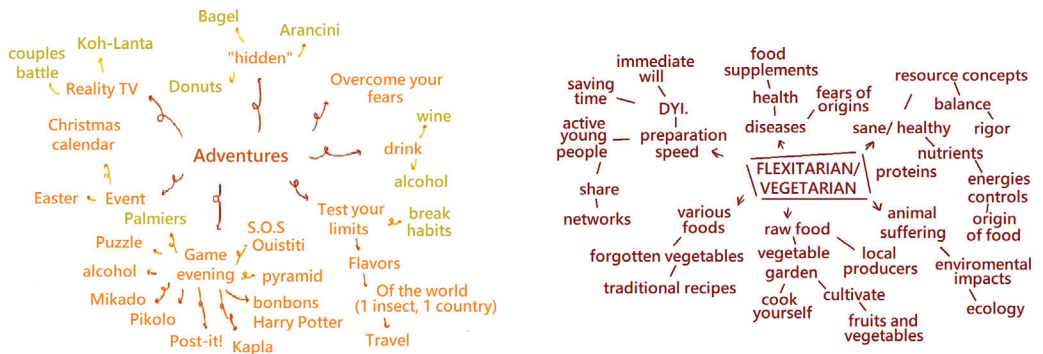 Bagel
Arancini
"hidden"
Donuts
Koh-Lanta
couples
battle
Reality TV
Overcome your
fears
Christmas
calendar
Adventures
wine
drink
alcohol
Easter
Event
Palmiers
Puzzle
Game
evening
S.O.S
Ouistiti
alcohol
pyramid
Mikado
Pikolo
bonbons
Harry Potter
Post-it!
Kapla
Test your
limits
break
habits
Flavors
Of the world
(1 insect, 1 country)
Travel
immediate
will
saving
time
DYI.
active
young
people
preparation
speed
share
networks
food
supplements
health
fears of
origins
diseases
resource concepts
balance
sane/ healthy
rigor
nutrients
FLEXITARIAN/
VEGETARIAN
proteins
energies
controls
origin
of food
various
foods
forgotten vegetables
traditional recipes
raw food
vegetable
garden
cook
yourself
local
producers
cultivate
fruits and
vegetables
animal
suffering
enviromental
impacts
ecology